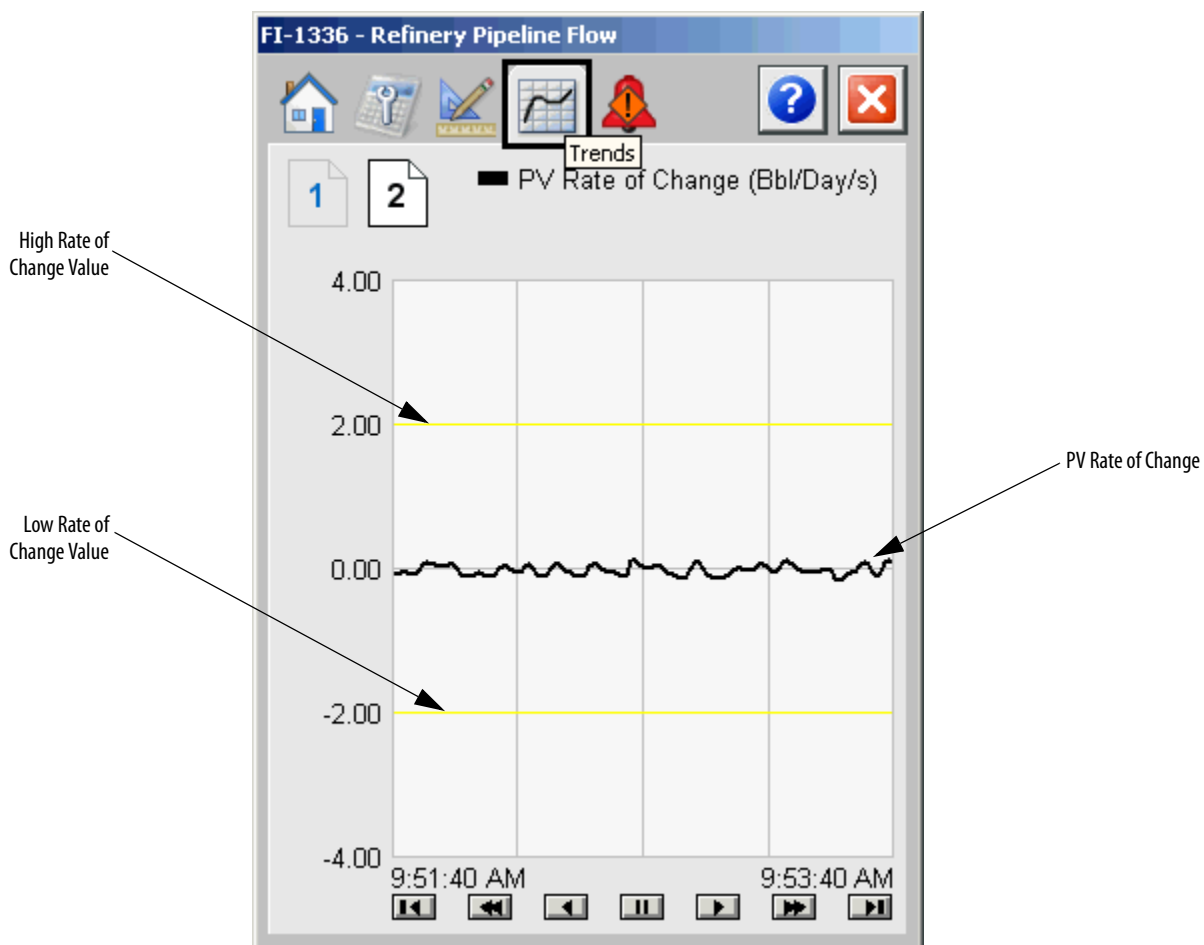 FI-1336 - Refinery Pipeline Flow
?
!
Trends
1
2
PV Rate of Change (Bbl/Day/s)
High Rate of
Change Value
4.00
2.00
PV Rate of Change
Low Rate of
Change Value
0.00
-2.00
-4.00
9:51:40 AM
9:53:40 AM